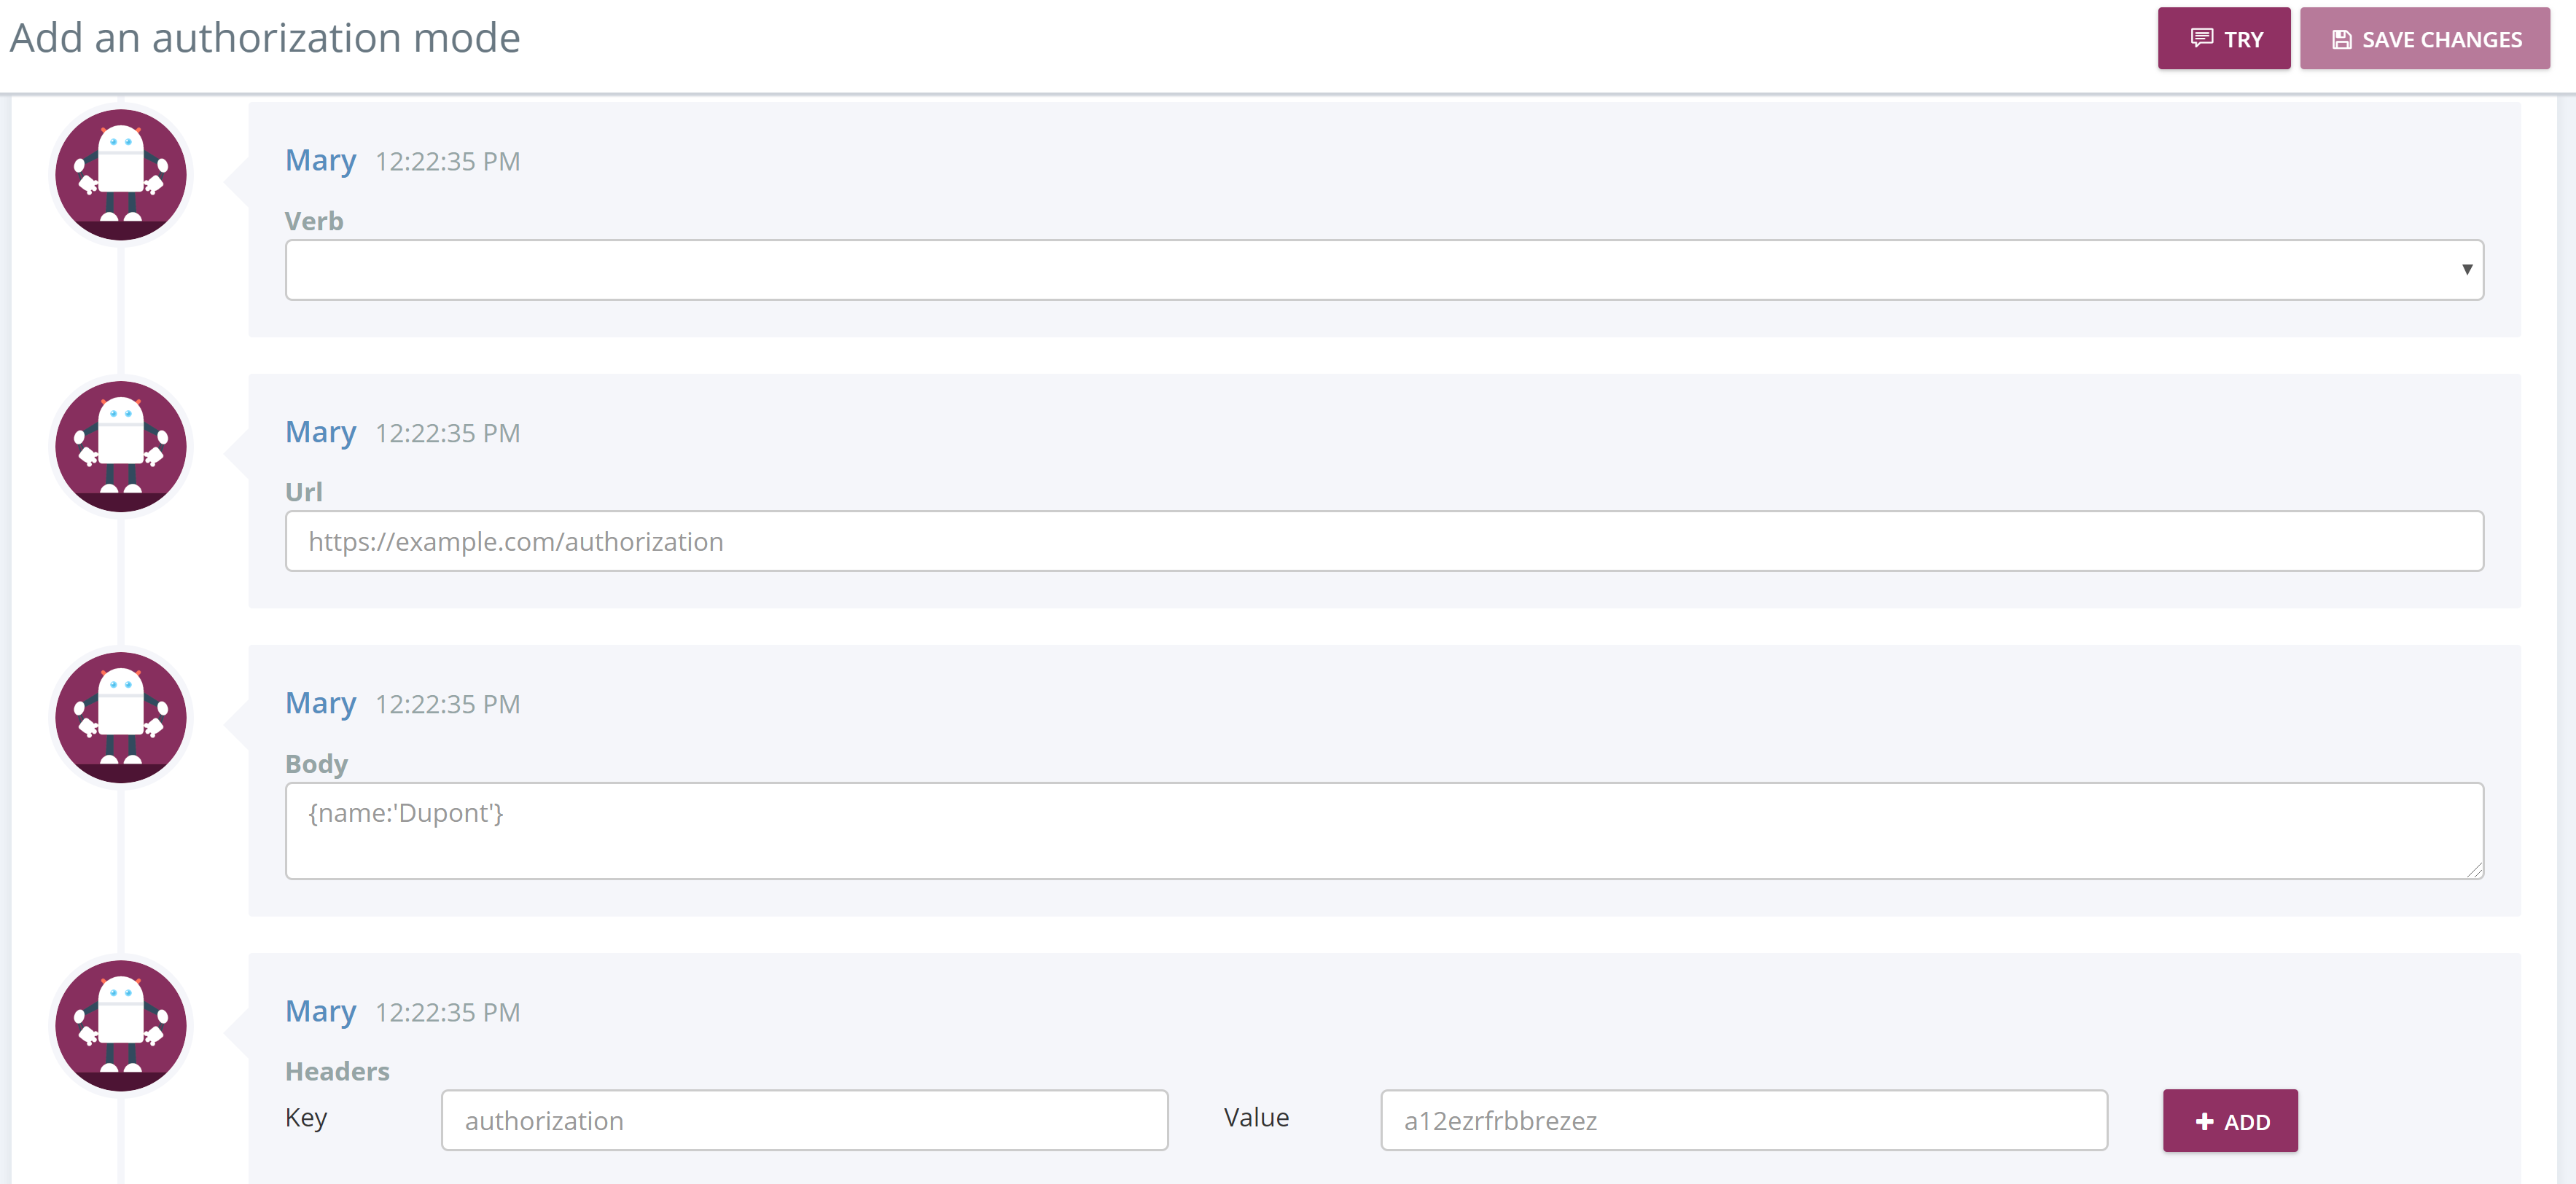 Add an authorization mode
TRY
SAVE CHANGES
Mary 12:22:35 PM
Verb
Mary 12:22:35 PM
Url
https://example.com/authorization
Mary 12:22:35 PM
Body
{name:'Dupont'}
Mary 12:22:35 PM
Headers
Key authorization Value a12ezrfrbbrezez ADD